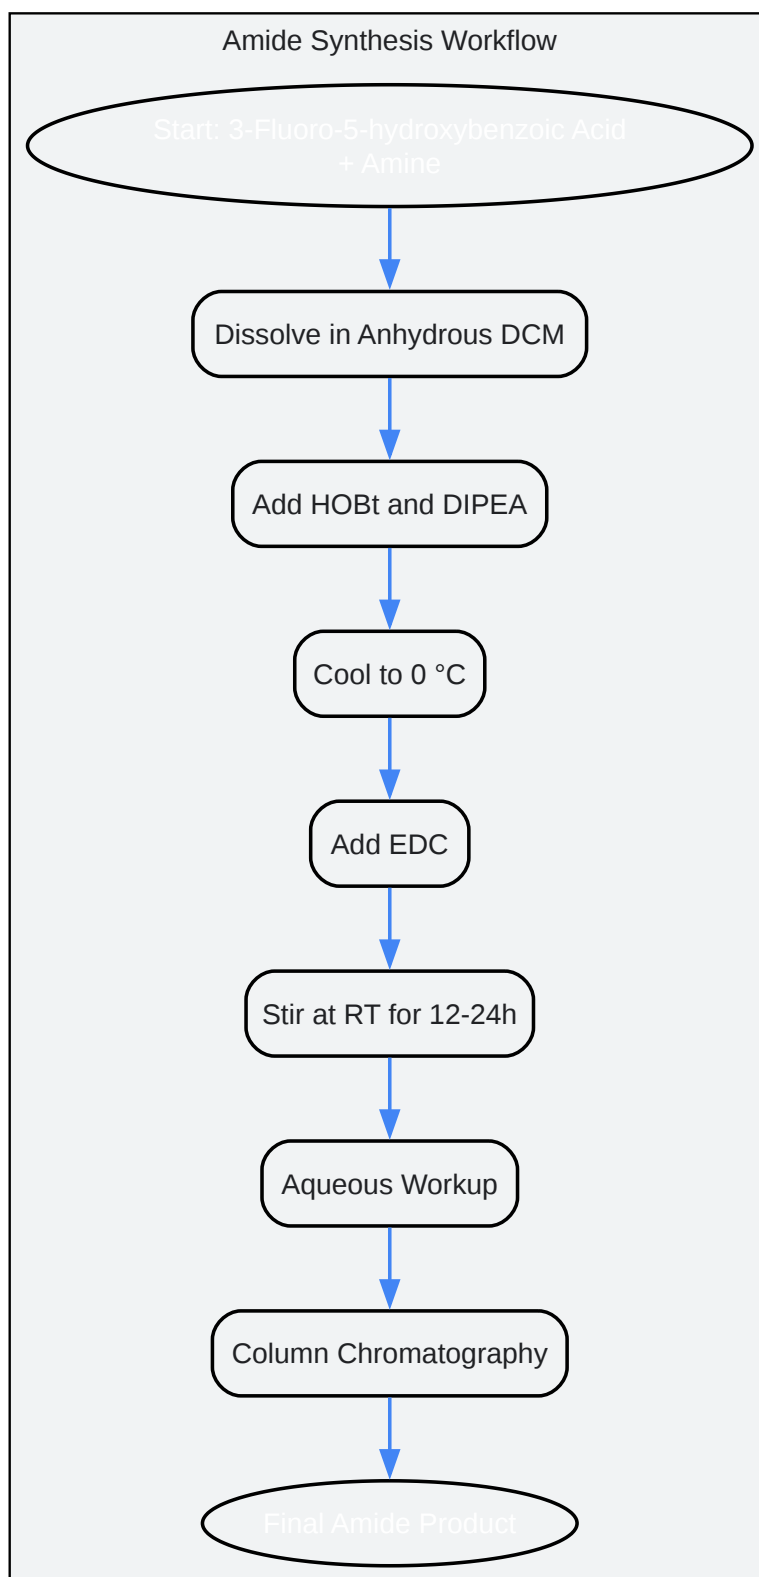 Amide Synthesis Workflow
Start: 3-Fluoro-5-hydroxybenzoic Acid
+ Amine
Dissolve in Anhydrous DCM
Add HOBt and DIPEA
Cool to 0 °C
Add EDC
Stir at RT for 12-24h
Aqueous Workup
Column Chromatography
Final Amide Product